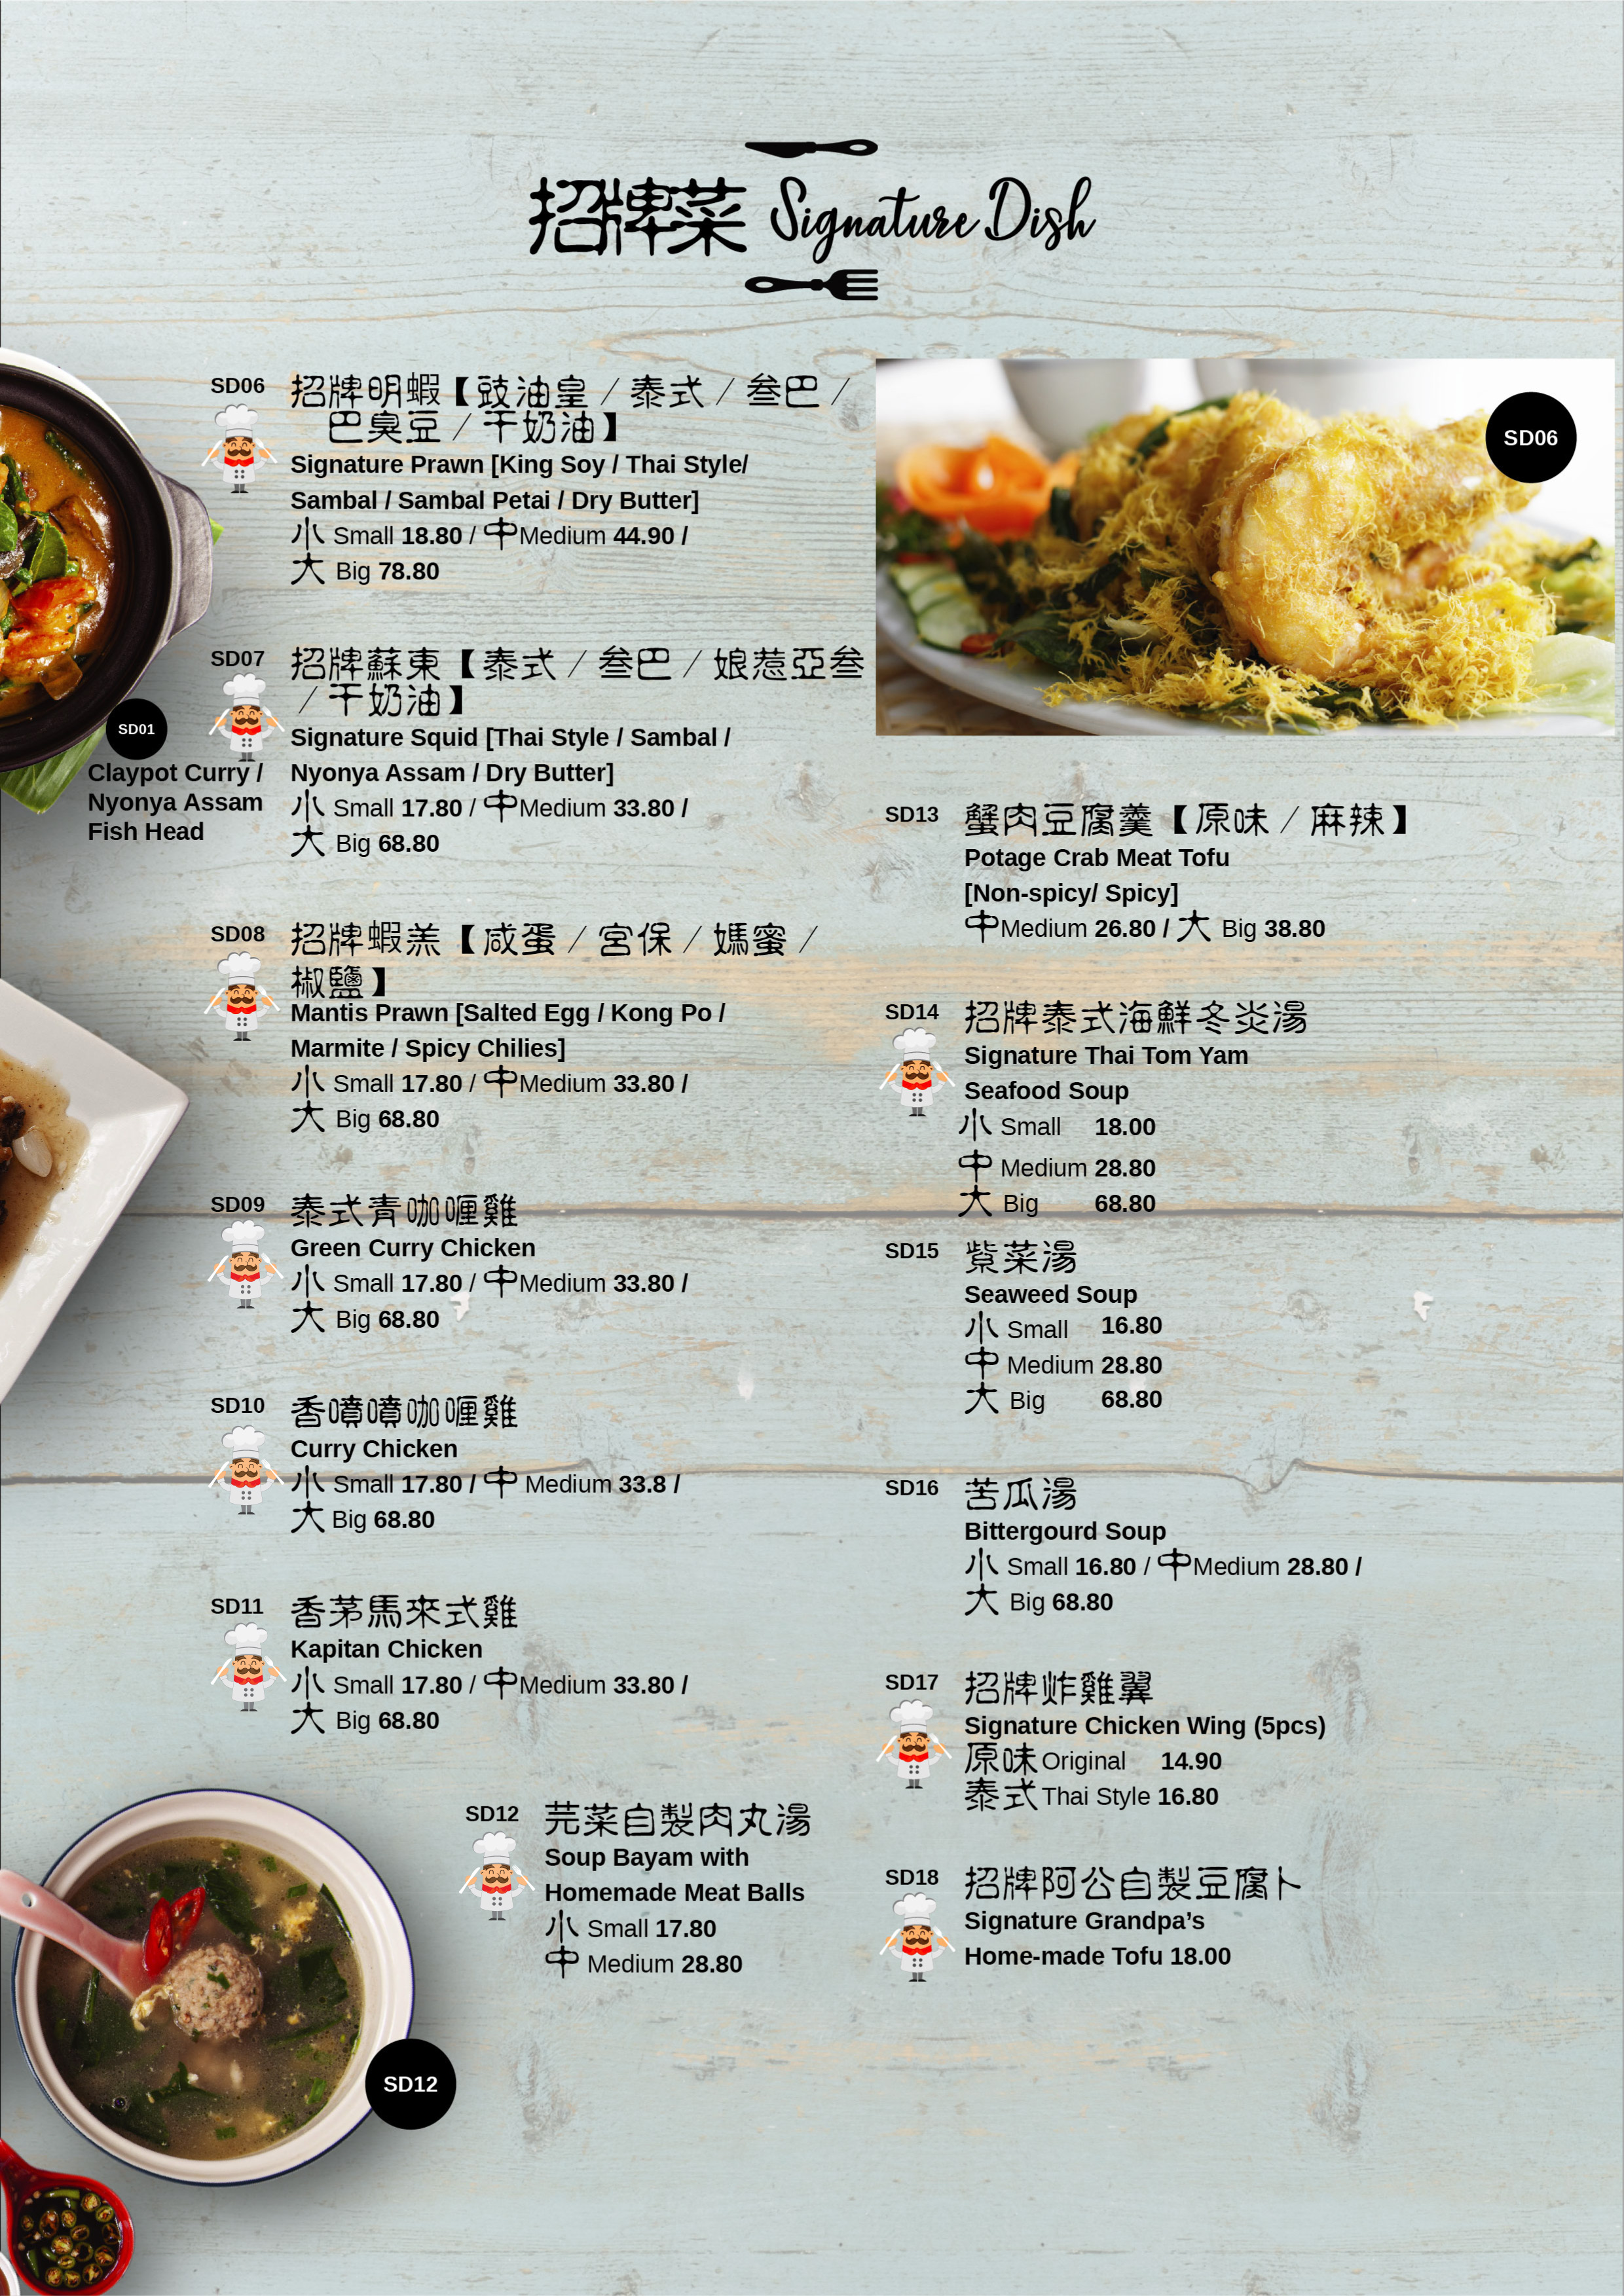 招牌菜 Signature Dish
SD06
招牌明蝦【豉油皇 / 泰式 / 叁巴 /
巴臭豆 / 干奶油】
Signature Prawn [King Soy / Thai Style/
Sambal / Sambal Petai / Dry Butter]
小 Small 18.80 / 中Medium 44.90 /
大 Big 78.80
SD06
SD07
招牌蘇東【泰式 / 叁巴 / 娘惹亞叁
/ 干奶油】
Signature Squid [Thai Style / Sambal /
Nyonya Assam / Dry Butter]
小 Small 17.80 / 中Medium 33.80 /
大 Big 68.80
SD01
Claypot Curry /
Nyonya Assam
Fish Head
SD08
招牌蝦羔【咸蛋 / 宮保 / 媽蜜 /
椒鹽】
Mantis Prawn [Salted Egg / Kong Po /
Marmite / Spicy Chilies]
小 Small 17.80 / 中Medium 33.80 /
大 Big 68.80
SD09
泰式青咖喱雞
Green Curry Chicken
小 Small 17.80 / 中Medium 33.80 /
大 Big 68.80
SD10
香噴噴咖喱雞
Curry Chicken
小 Small 17.80 / 中 Medium 33.8 /
大 Big 68.80
SD11
香茅馬來式雞
Kapitan Chicken
小 Small 17.80 / 中Medium 33.80 /
大 Big 68.80
SD12
芫菜自製肉丸湯
Soup Bayam with
Homemade Meat Balls
小 Small 17.80
中 Medium 28.80
SD12
SD13
蟹肉豆腐羹【原味 / 麻辣】
Potage Crab Meat Tofu
[Non-spicy/ Spicy]
中Medium 26.80 / 大 Big 38.80
SD14
招牌泰式海鮮冬炎湯
Signature Thai Tom Yam
Seafood Soup
小 Small 18.00
中 Medium 28.80
大 Big 68.80
SD15
紫菜湯
Seaweed Soup
小 Small 16.80
中 Medium 28.80
大 Big 68.80
SD16
苦瓜湯
Bittergourd Soup
小 Small 16.80 / 中Medium 28.80 /
大 Big 68.80
SD17
招牌炸雞翼
Signature Chicken Wing (5pcs)
原味Original 14.90
泰式Thai Style 16.80
SD18
招牌阿公自製豆腐卜
Signature Grandpa’s
Home-made Tofu 18.00